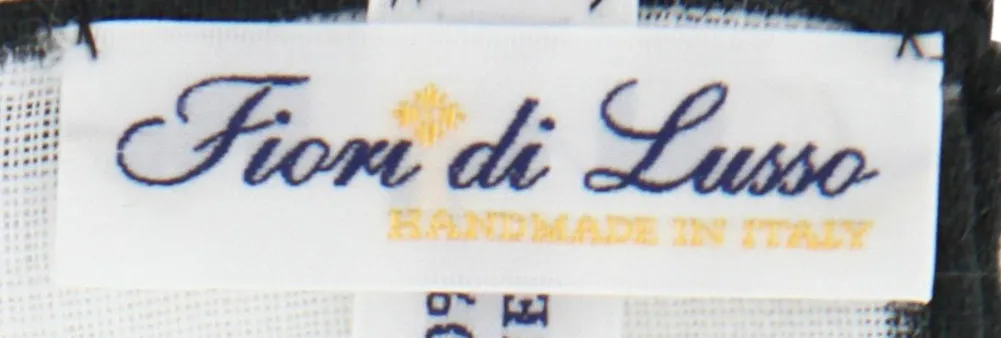 Fiori di Lusso
HANDMADE IN ITALY